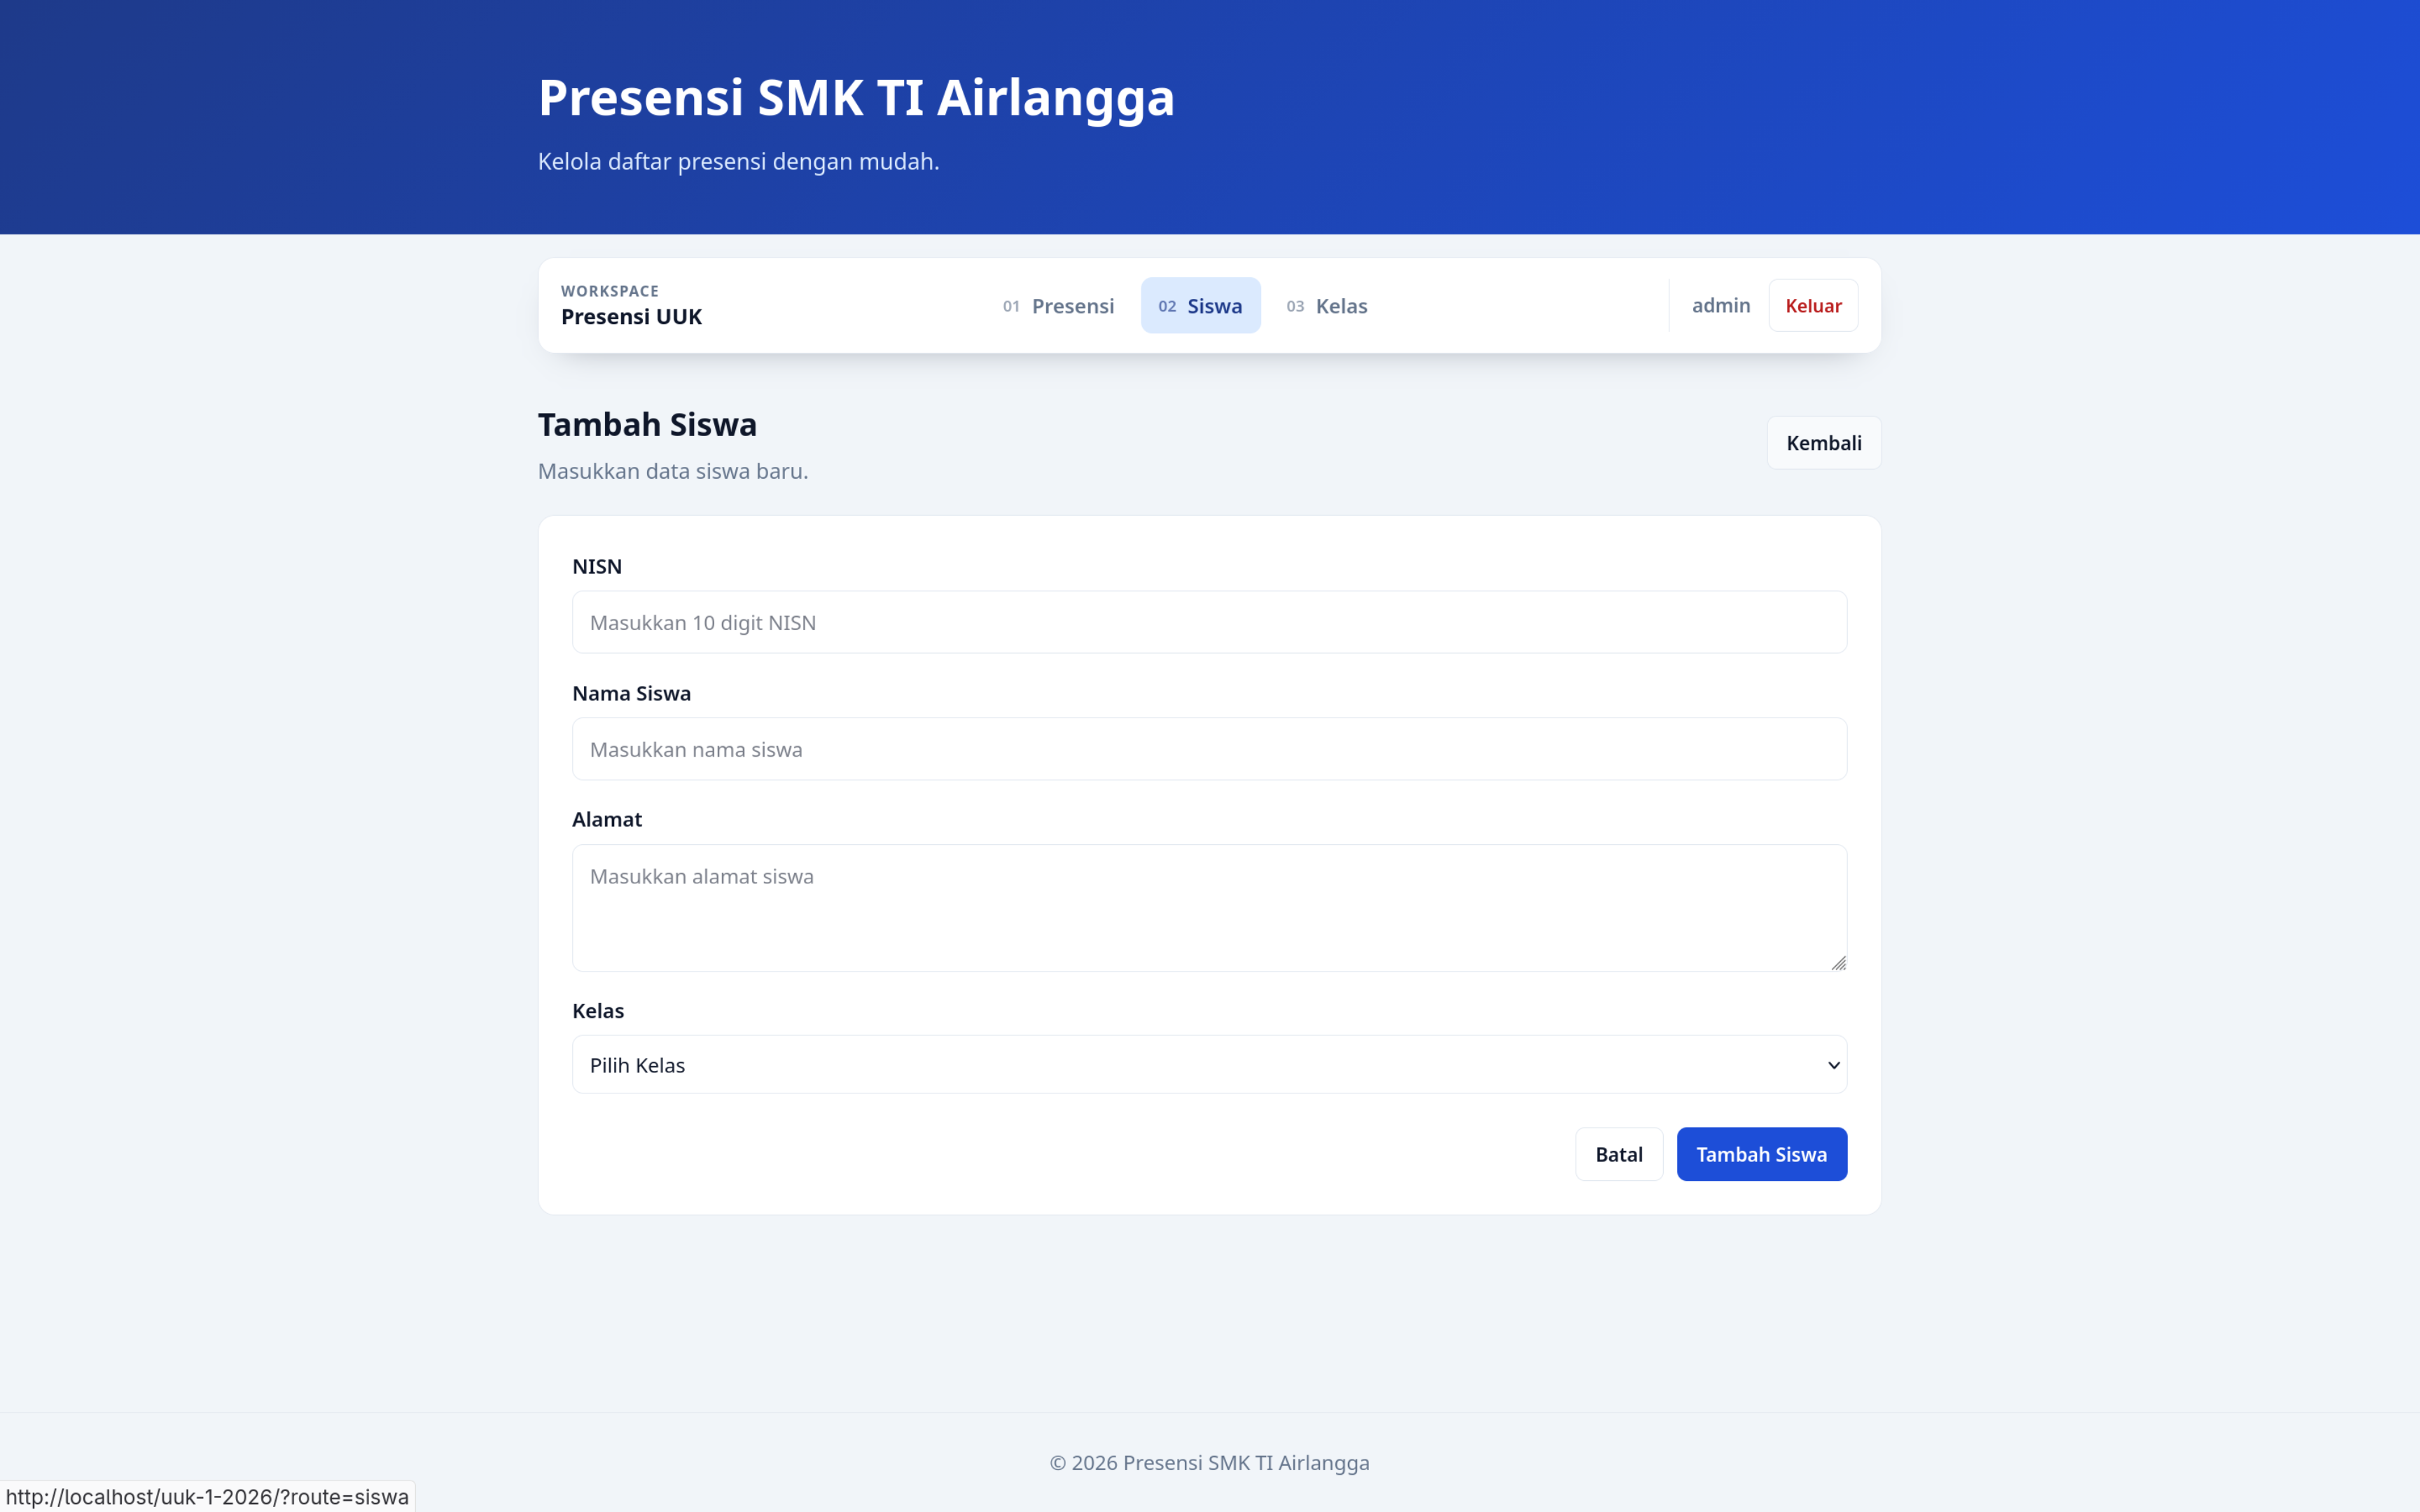 Presensi SMK TI Airlangga
Kelola daftar presensi dengan mudah.
WORKSPACE
Presensi UUK
01 Presensi
02 Siswa
03 Kelas
admin
Keluar
Tambah Siswa
Masukkan data siswa baru.
Kembali
NISN
Masukkan 10 digit NISN
Nama Siswa
Masukkan nama siswa
Alamat
Masukkan alamat siswa
Kelas
Pilih Kelas
Batal
Tambah Siswa
© 2026 Presensi SMK TI Airlangga
http://localhost/uuk-1-2026/?route=siswa